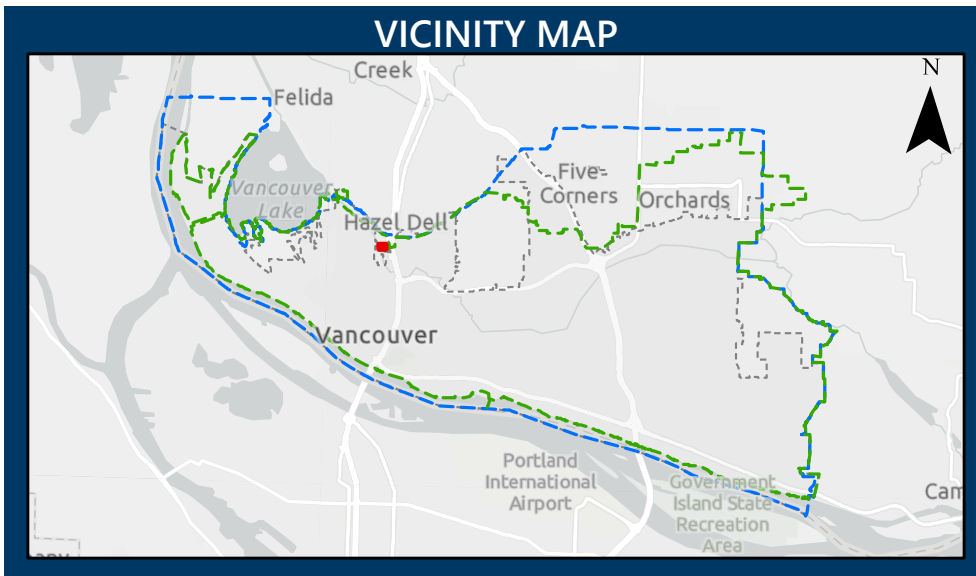 VICINITY MAP
N
Creek
Felida
Five
Corners
Vancouver
Lake
Orchards
Hazel Dell
Vancouver
Portland
International
Airport
Government
Island State
Recreation
Area
Cam